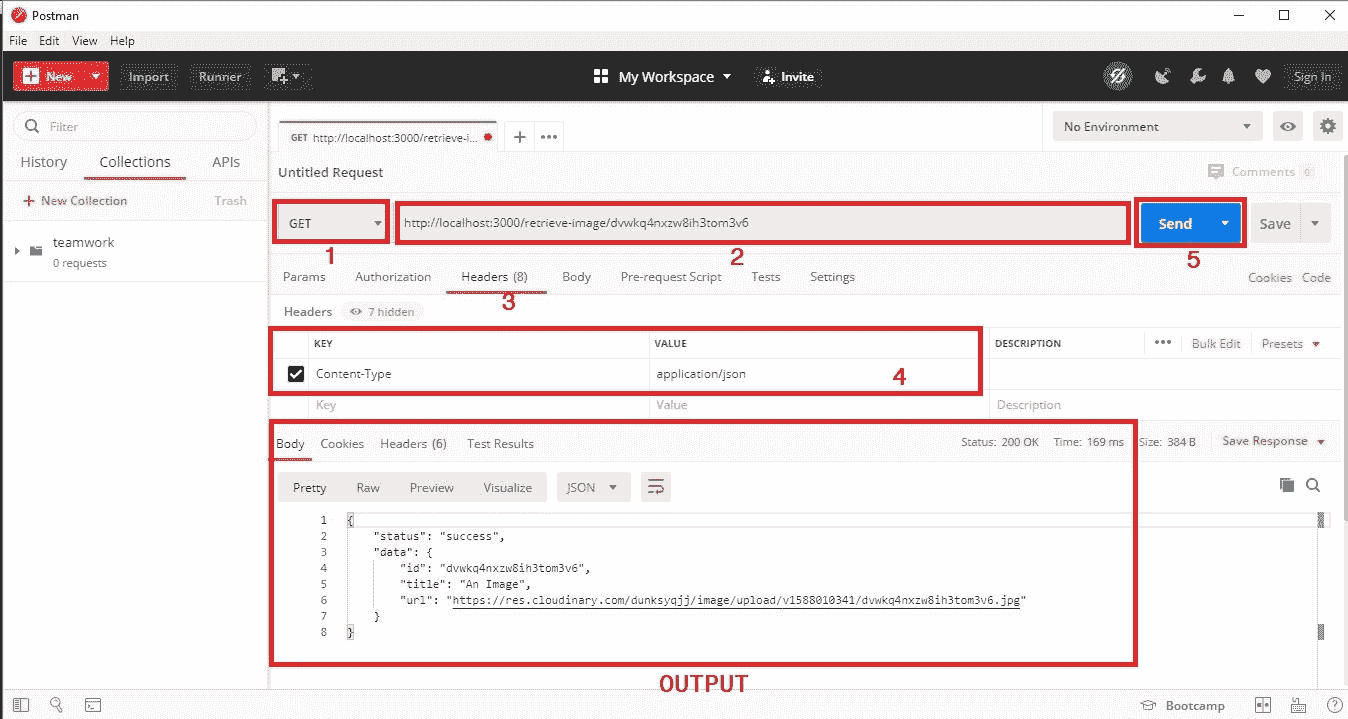 Postman
File Edit View Help
New Import Runner My Workspace Invite Sign In
Filter
History Collections APIs
New Collection Trash
teamwork
0 requests
GET http://localhost:3000/retrieve-i...
No Environment
Untitled Request
Comments 0
GET http://localhost:3000/retrieve-image/dvwkq4nxzw8ih3tom3v6 Send Save
1 2 5
Params Authorization Headers (8) Body Pre-request Script Tests Settings Cookies Code
3
Headers 7 hidden
KEY VALUE DESCRIPTION Bulk Edit Presets
Content-Type application/json 4
Key Value Description
Body Cookies Headers (6) Test Results Status: 200 OK Time: 169 ms Size: 384 B Save Response
Pretty Raw Preview Visualize JSON
1 {
2 "status": "success",
3 "data": {
4 "id": "dvwkq4nxzw8ih3tom3v6",
5 "title": "An Image",
6 "url": "https://res.cloudinary.com/dunksyqjj/image/upload/v1588010341/dvwkq4nxzw8ih3tom3v6.jpg"
7 }
8 }
OUTPUT
Bootcamp